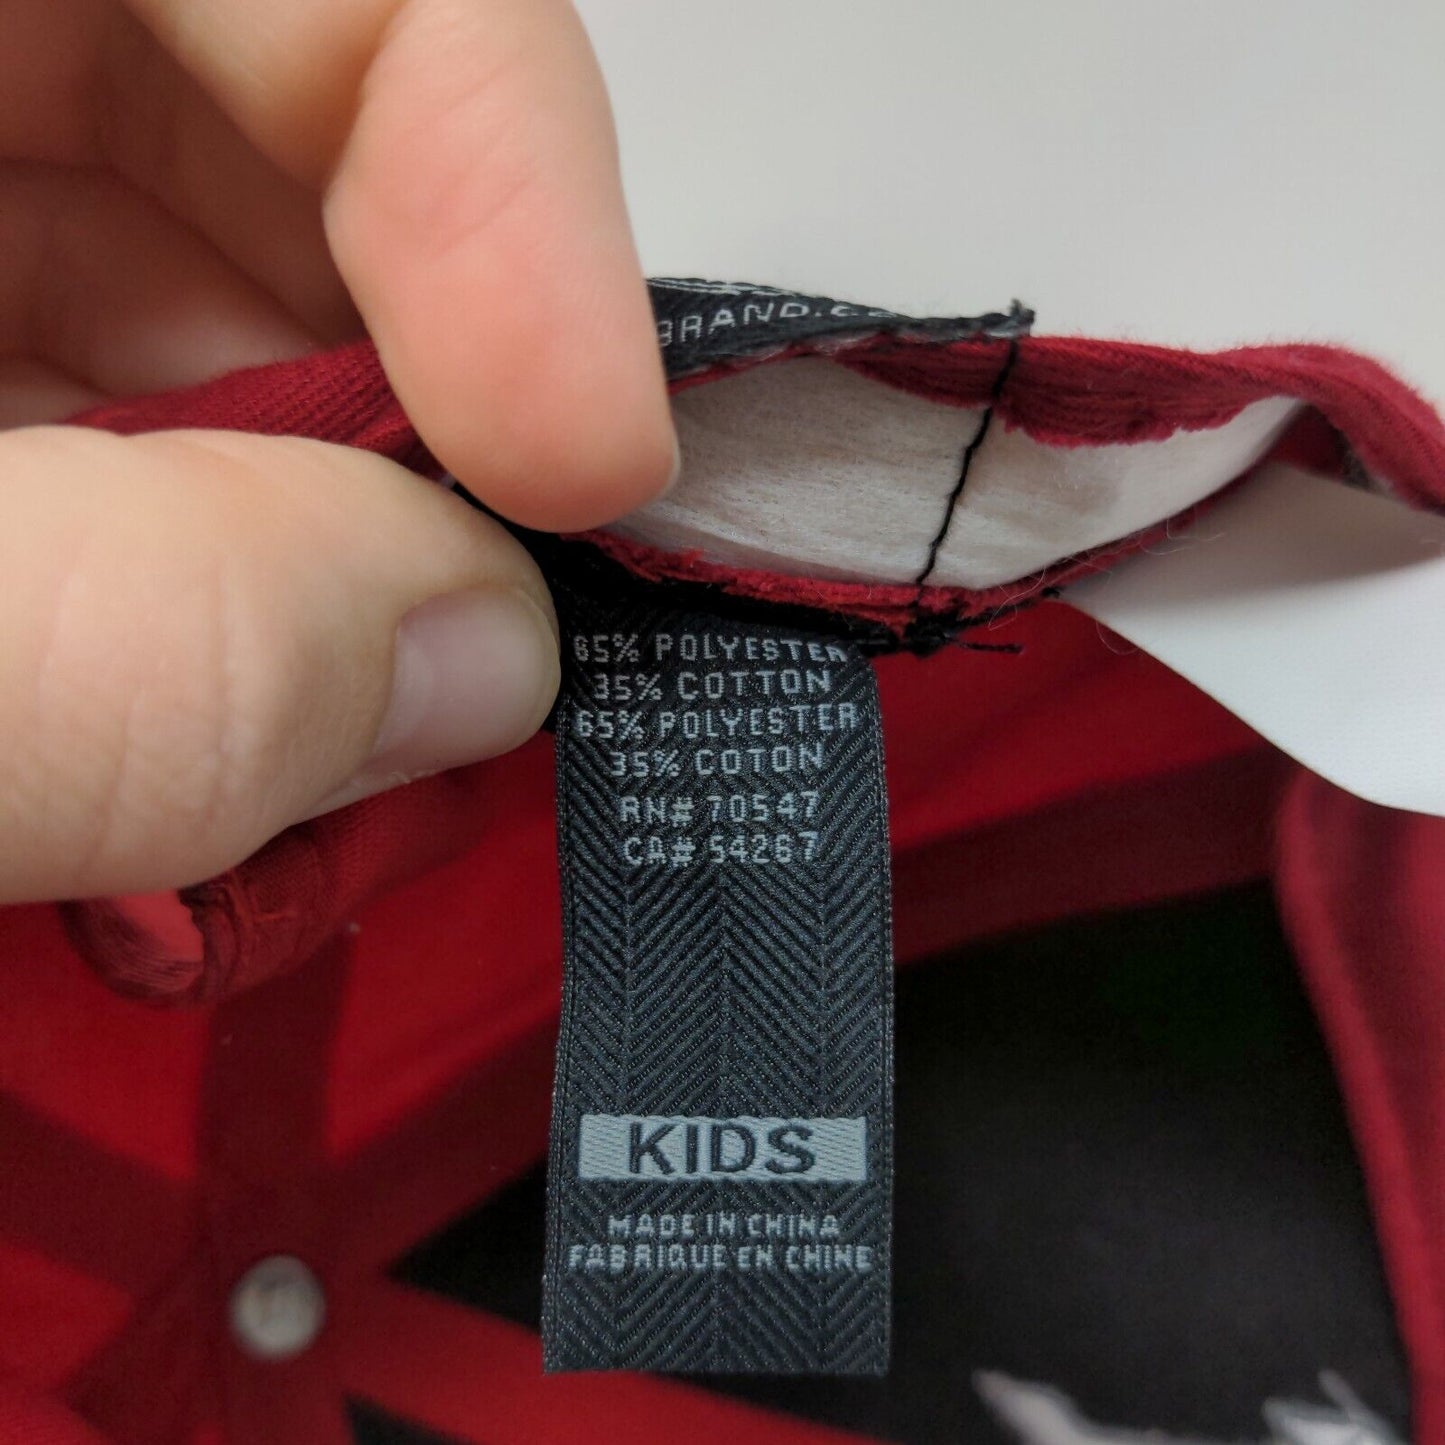 BRAND.
65% POLYESTER
35% COTTON
65% POLYESTER
35% COTON
RN# 70547
CA# 54267
KIDS
MADE IN CHINA
FABRIQUE EN CHINE